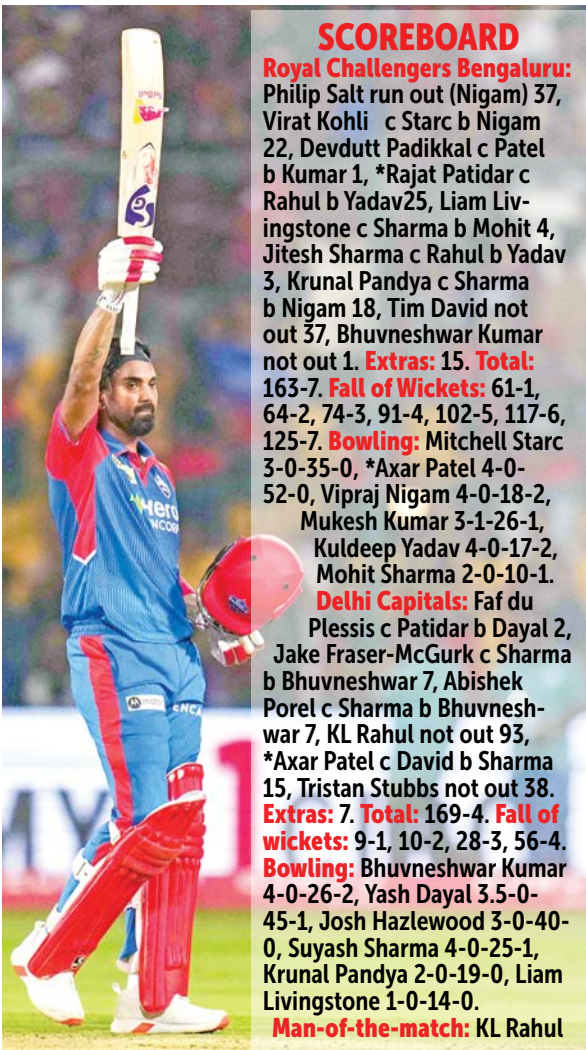 SCOREBOARD
Royal Challengers Bengaluru:
Philip Salt run out (Nigam) 37,
Virat Kohli c Starc b Nigam
22, Devdutt Padikkal c Patel
b Kumar 1, *Rajat Patidar c
Rahul b Yadav25, Liam Liv-
ingstone c Sharma b Mohit 4,
Jitesh Sharma c Rahul b Yadav
3, Krunal Pandya c Sharma
b Nigam 18, Tim David not
out 37, Bhuvneshwar Kumar
not out 1. Extras: 15. Total:
163-7. Fall of Wickets: 61-1,
64-2, 74-3, 91-4, 102-5, 117-6,
125-7. Bowling: Mitchell Starc
3-0-35-0, *Axar Patel 4-0-
52-0, Vipraj Nigam 4-0-18-2,
Mukesh Kumar 3-1-26-1,
Kuldeep Yadav 4-0-17-2,
Mohit Sharma 2-0-10-1.
Delhi Capitals: Faf du
Plessis c Patidar b Dayal 2,
Jake Fraser-McGurk c Sharma
b Bhuvneshwar 7, Abishek
Porel c Sharma b Bhuvnesh-
war 7, KL Rahul not out 93,
*Axar Patel c David b Sharma
15, Tristan Stubbs not out 38.
Extras: 7. Total: 169-4. Fall of
wickets: 9-1, 10-2, 28-3, 56-4.
Bowling: Bhuvneshwar Kumar
4-0-26-2, Yash Dayal 3.5-0-
45-1, Josh Hazlewood 3-0-40-
0, Suyash Sharma 4-0-25-1,
Krunal Pandya 2-0-19-0, Liam
Livingstone 1-0-14-0.
Man-of-the-match: KL Rahul
Hero
INCOR
ENCA
MY